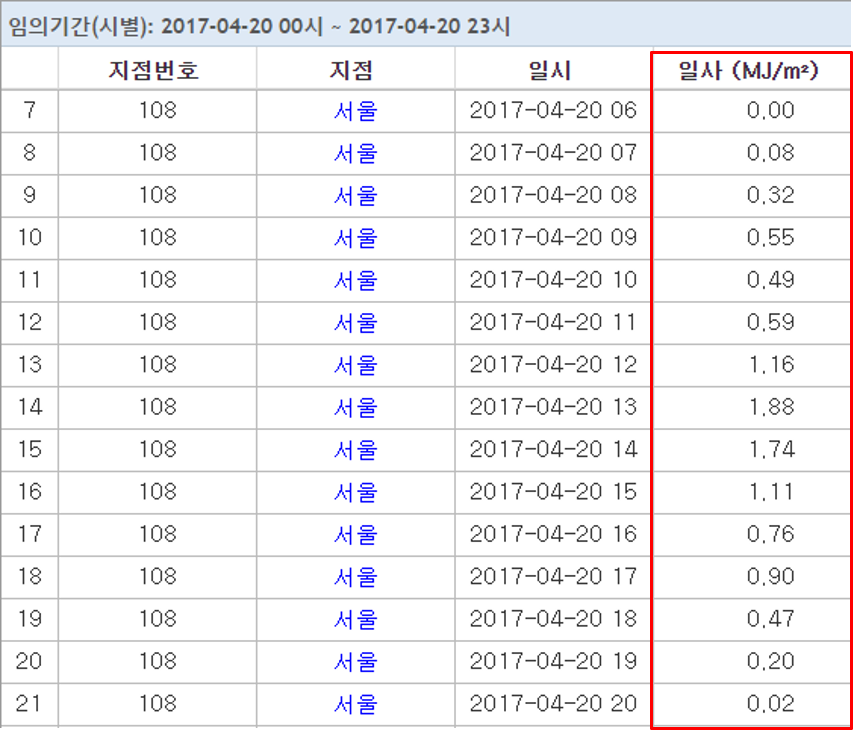 임의기간(시별): 2017-04-20 00시 ~ 2017-04-20 23시
지점번호 지점 일시 일사 (MJ/m²)
7 108 서울 2017-04-20 06 0.00
8 108 서울 2017-04-20 07 0.08
9 108 서울 2017-04-20 08 0.32
10 108 서울 2017-04-20 09 0.55
11 108 서울 2017-04-20 10 0.49
12 108 서울 2017-04-20 11 0.59
13 108 서울 2017-04-20 12 1.16
14 108 서울 2017-04-20 13 1.88
15 108 서울 2017-04-20 14 1.74
16 108 서울 2017-04-20 15 1.11
17 108 서울 2017-04-20 16 0.76
18 108 서울 2017-04-20 17 0.90
19 108 서울 2017-04-20 18 0.47
20 108 서울 2017-04-20 19 0.20
21 108 서울 2017-04-20 20 0.02